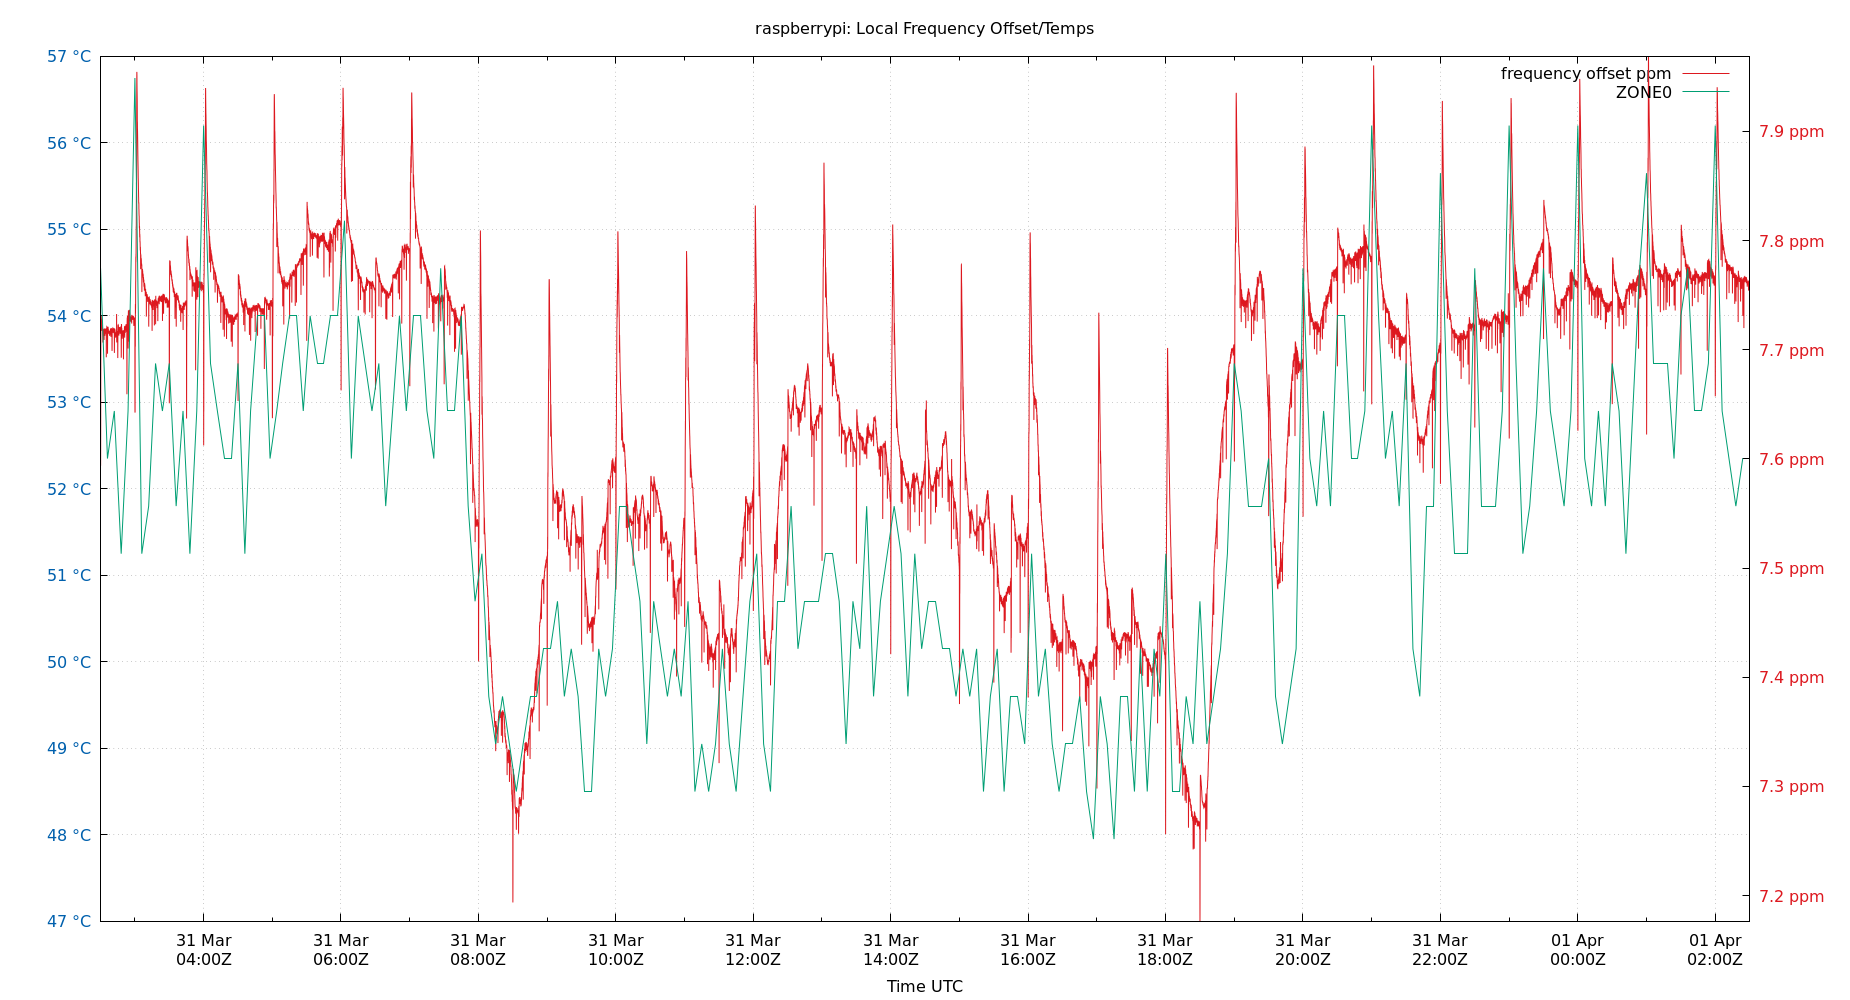 raspberrypi: Local Frequency Offset/Temps
57 °C
56 °C
55 °C
54 °C
53 °C
52 °C
51 °C
50 °C
49 °C
48 °C
47 °C
frequency offset ppm
ZONE0
7.9 ppm
7.8 ppm
7.7 ppm
7.6 ppm
7.5 ppm
7.4 ppm
7.3 ppm
7.2 ppm
31 Mar
04:00Z
31 Mar
06:00Z
31 Mar
08:00Z
31 Mar
10:00Z
31 Mar
12:00Z
31 Mar
14:00Z
31 Mar
16:00Z
31 Mar
18:00Z
31 Mar
20:00Z
31 Mar
22:00Z
01 Apr
00:00Z
01 Apr
02:00Z
Time UTC